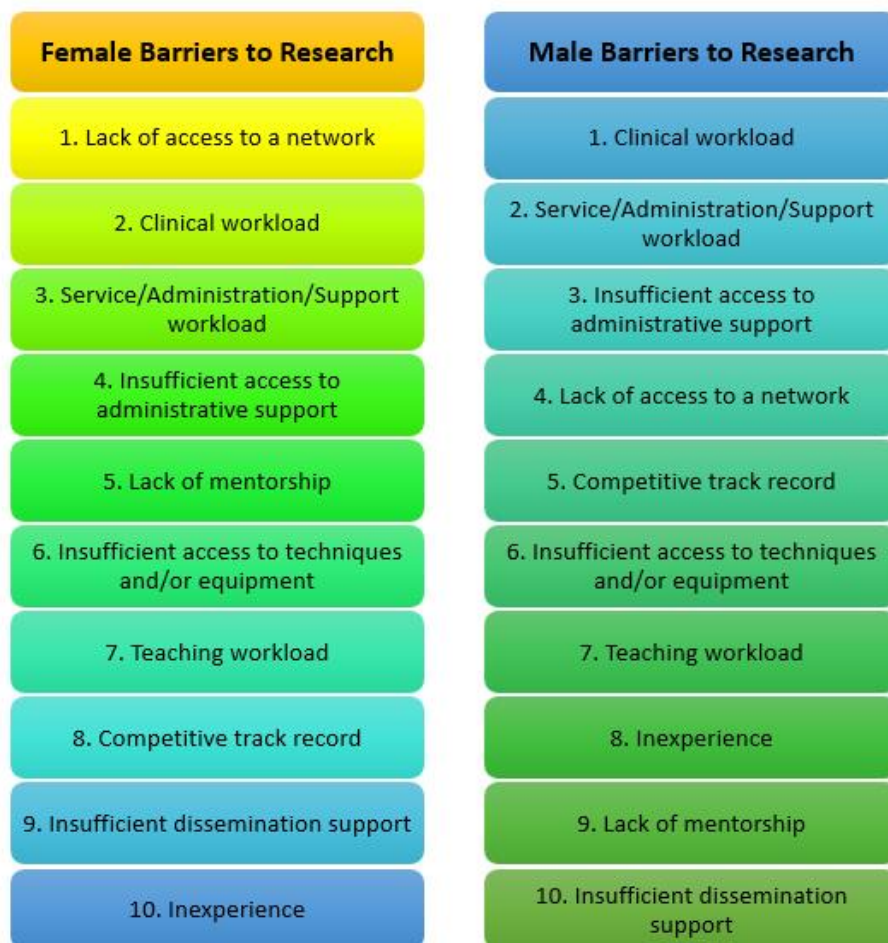 Female Barriers to Research
1. Lack of access to a network
2. Clinical workload
3. Service/Administration/Support
workload
4. Insufficient access to
administrative support
5. Lack of mentorship
6. Insufficient access to techniques
and/or equipment
7. Teaching workload
8. Competitive track record
9. Insufficient dissemination support
10. Inexperience
Male Barriers to Research
1. Clinical workload
2. Service/Administration/Support
workload
3. Insufficient access to
administrative support
4. Lack of access to a network
5. Competitive track record
6. Insufficient access to techniques
and/or equipment
7. Teaching workload
8. Inexperience
9. Lack of mentorship
10. Insufficient dissemination
support